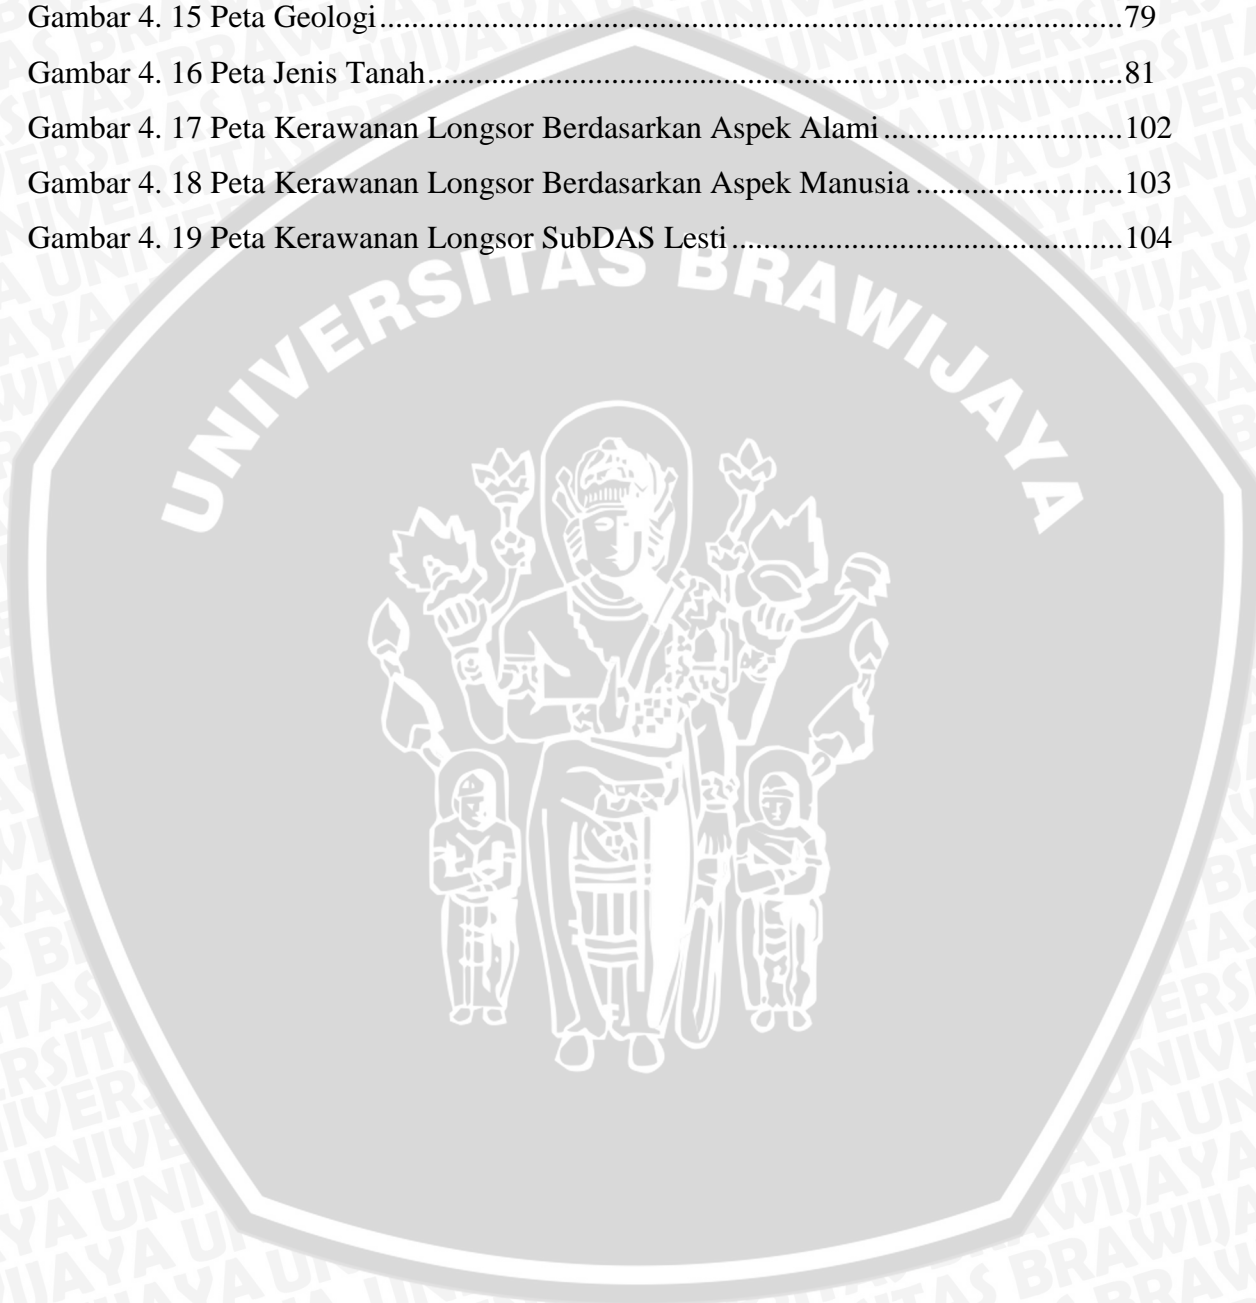 Gambar 4. 15 Peta Geologi.............................................................................................79
Gambar 4. 16 Peta Jenis Tanah.......................................................................................81
Gambar 4. 17 Peta Kerawanan Longsor Berdasarkan Aspek Alami..............................102
Gambar 4. 18 Peta Kerawanan Longsor Berdasarkan Aspek Manusia ..........................103
Gambar 4. 19 Peta Kerawanan Longsor SubDAS Lesti.................................................104
UNIVERSITAS BRAWIJAYA